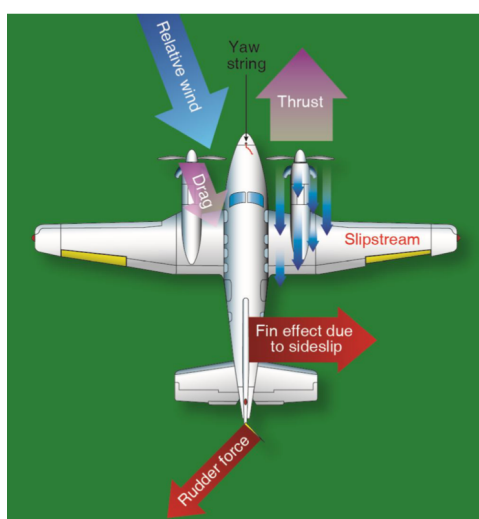 Relative wind
Yaw
string
Thrust
Drag
Slipstream
Fin effect due
to sideslip
Rudder force